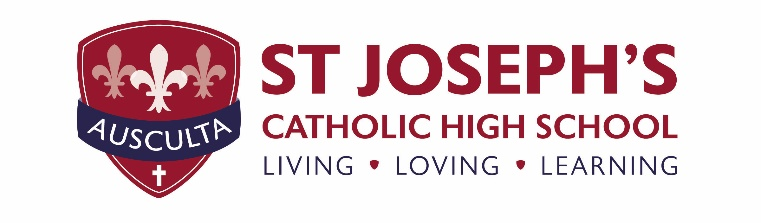 AUSCULTA
ST JOSEPH'S
CATHOLIC HIGH SCHOOL
LIVING • LOVING • LEARNING